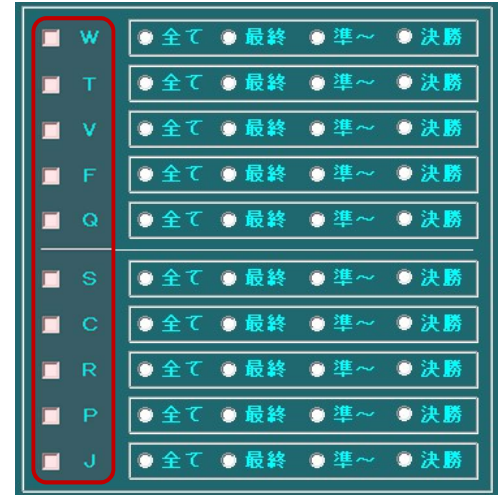 W 全て 最終 準～ 決勝
T 全て 最終 準～ 決勝
V 全て 最終 準～ 決勝
F 全て 最終 準～ 決勝
Q 全て 最終 準～ 決勝
S 全て 最終 準～ 決勝
C 全て 最終 準～ 決勝
R 全て 最終 準～ 決勝
P 全て 最終 準～ 決勝
J 全て 最終 準～ 決勝